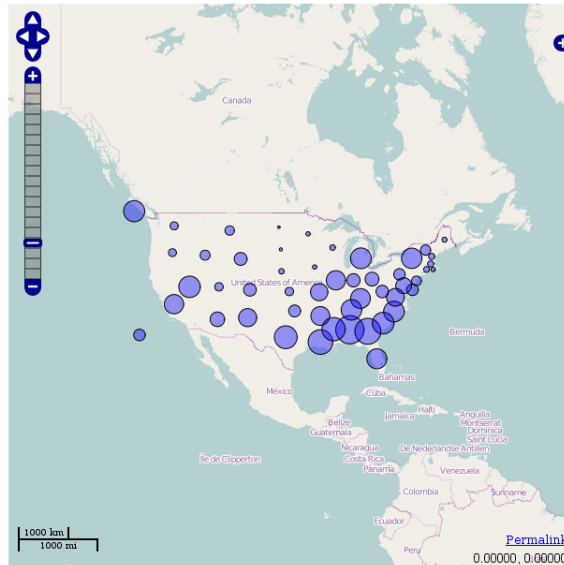 Canada
United States of America
Bermuda
México
Bahamas
Cuba
Haïti
Jamaica
Belize
Guatemala
Anguilla
Montserrat
Dominica
Saint Lucia
Nicaragua
De Nederlandse Antillen
Île de Clipperton
Costa Rica
Panama
Venezuela
Colombia
Suriname
Ecuador
Peru
1000 km
1000 mi
Permalink
0.00000, 0.00000